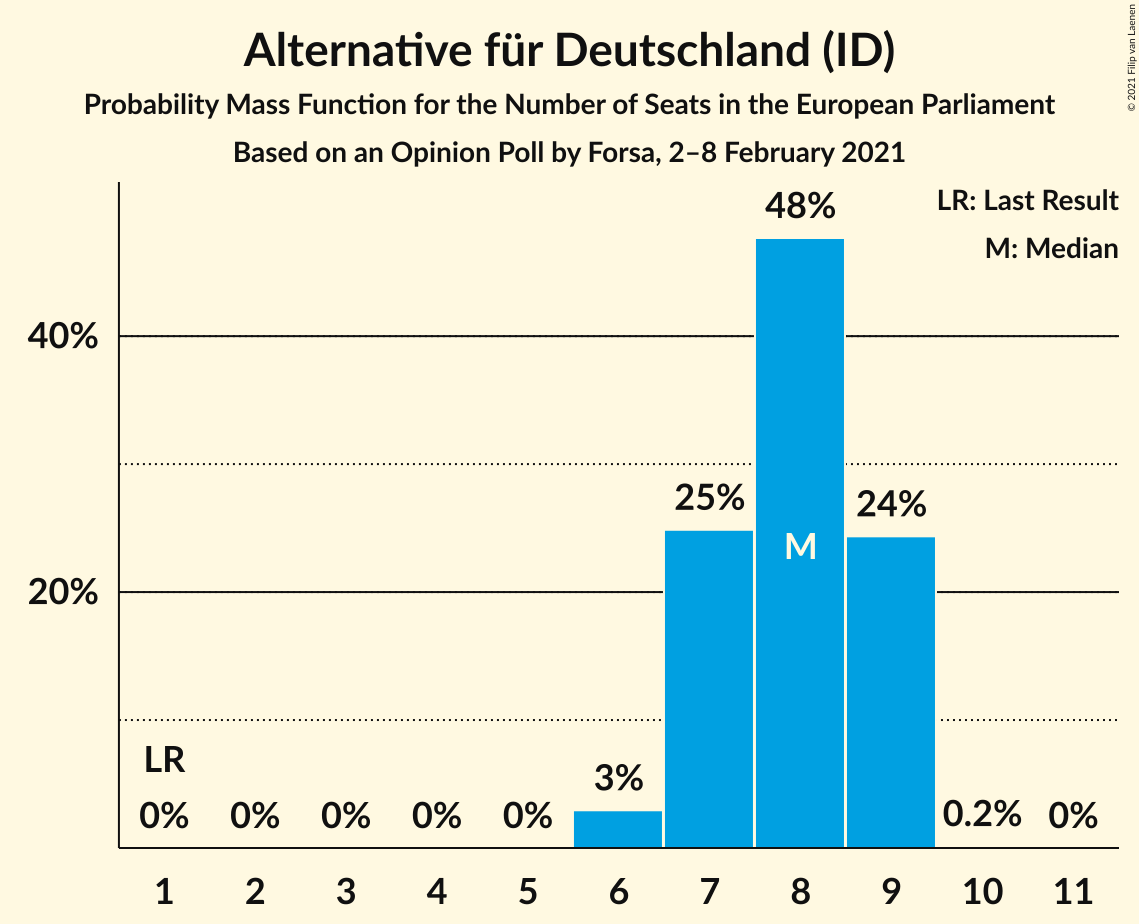 Alternative für Deutschland (ID)
Probability Mass Function for the Number of Seats in the European Parliament
Based on an Opinion Poll by Forsa, 2–8 February 2021
© 2021 Filip van Laenen
LR: Last Result
M: Median
48%
40%
25%
24%
M
20%
LR
3%
0% 0% 0% 0% 0% 0.2% 0%
1 2 3 4 5 6 7 8 9 10 11